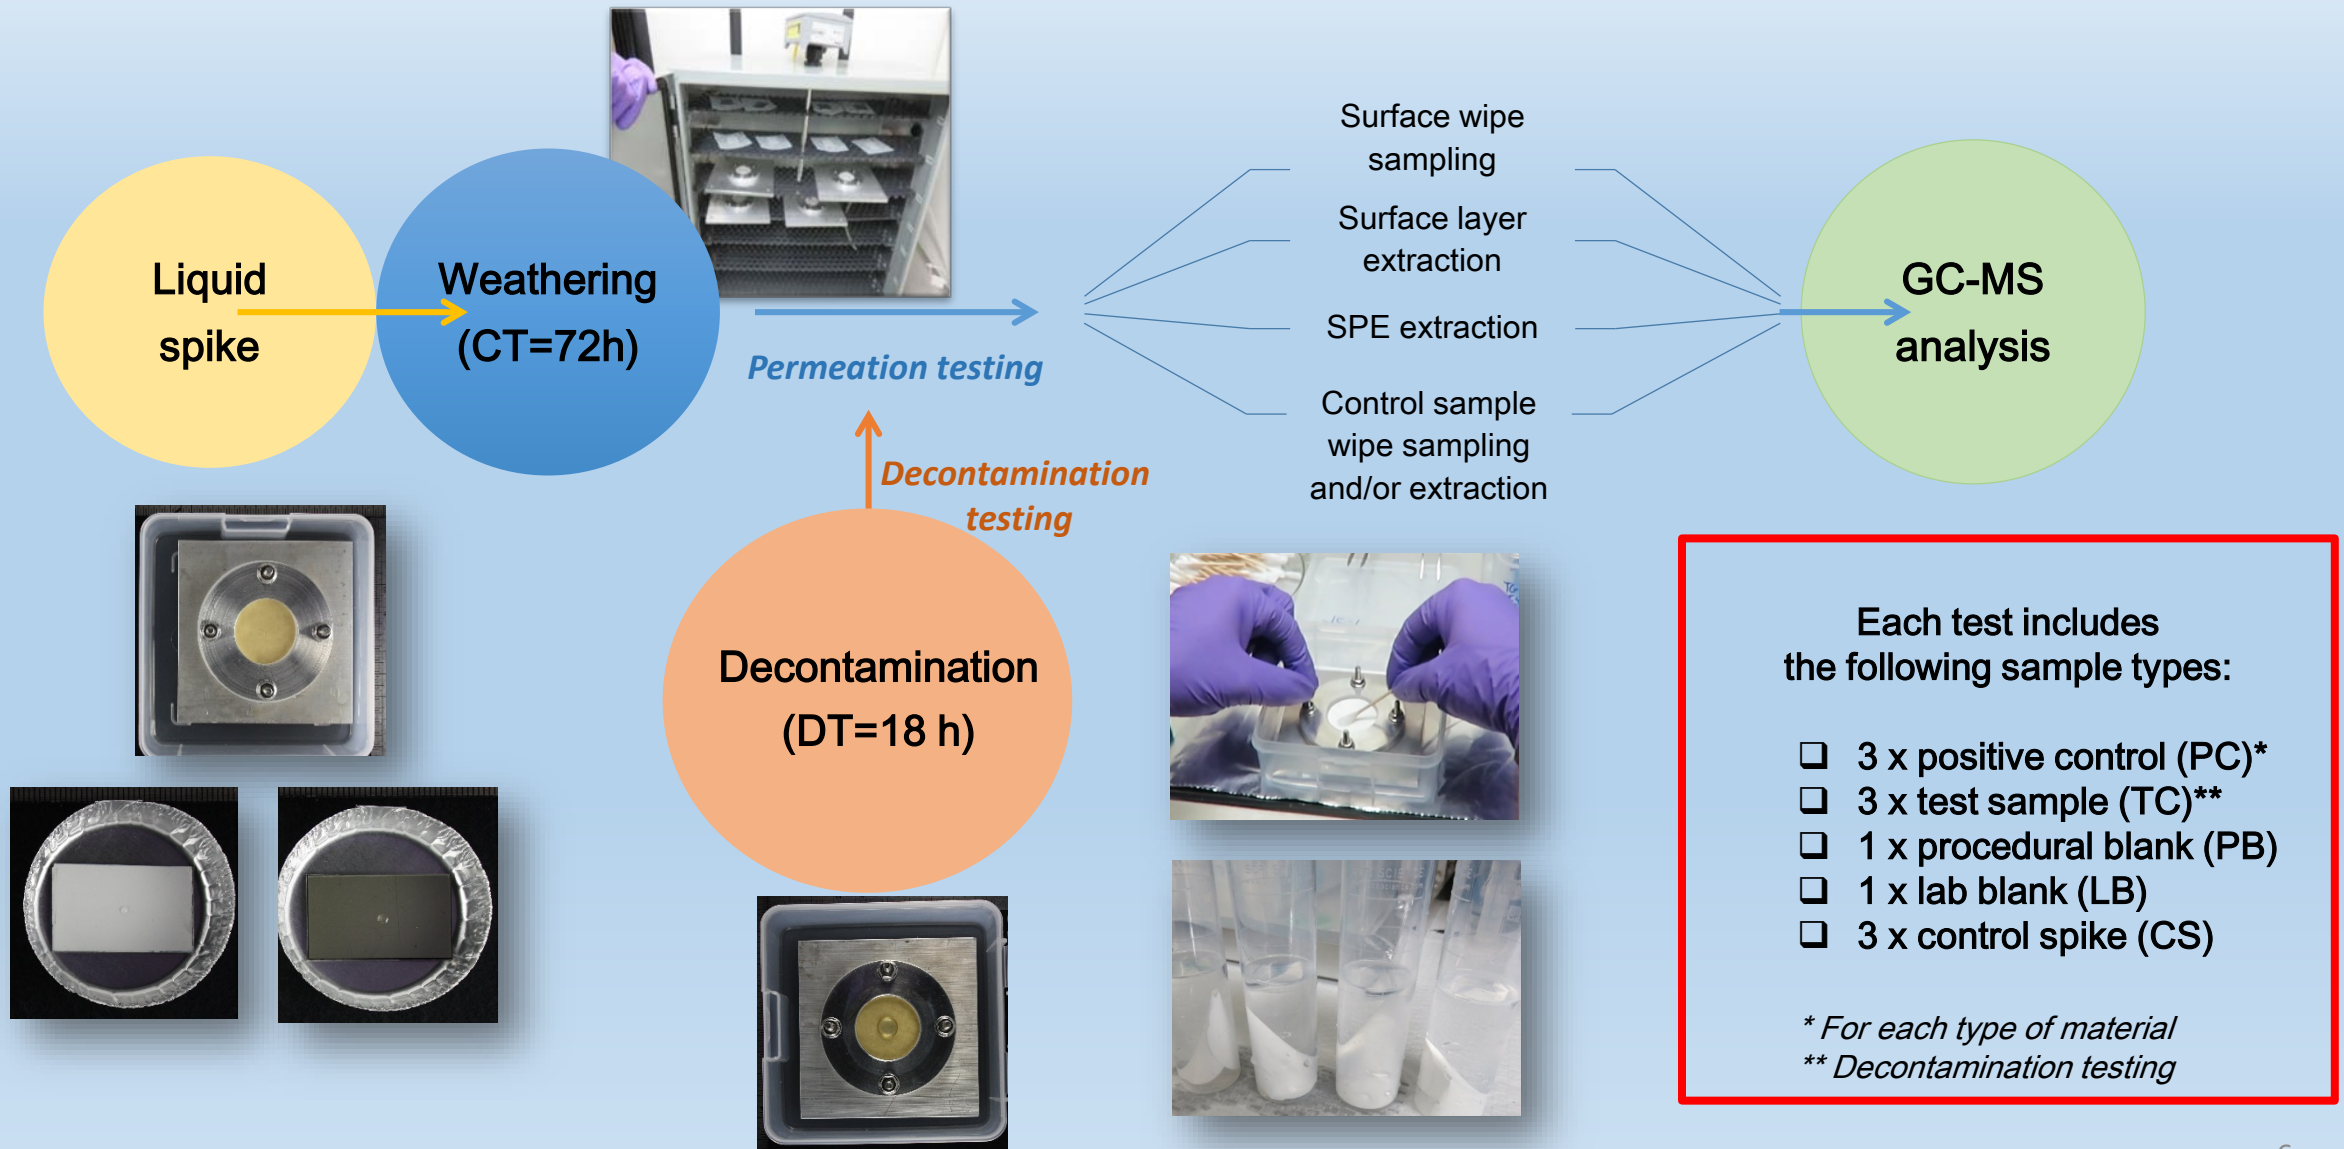 Liquid
spike
Weathering
(CT=72h)
Permeation testing
Decontamination
testing
Decontamination
(DT=18 h)
Surface wipe
sampling
Surface layer
extraction
SPE extraction
Control sample
wipe sampling
and/or extraction
GC-MS
analysis
Each test includes
the following sample types:
❑ 3 x positive control (PC)*
❑ 3 x test sample (TC)**
❑ 1 x procedural blank (PB)
❑ 1 x lab blank (LB)
❑ 3 x control spike (CS)
* For each type of material
** Decontamination testing